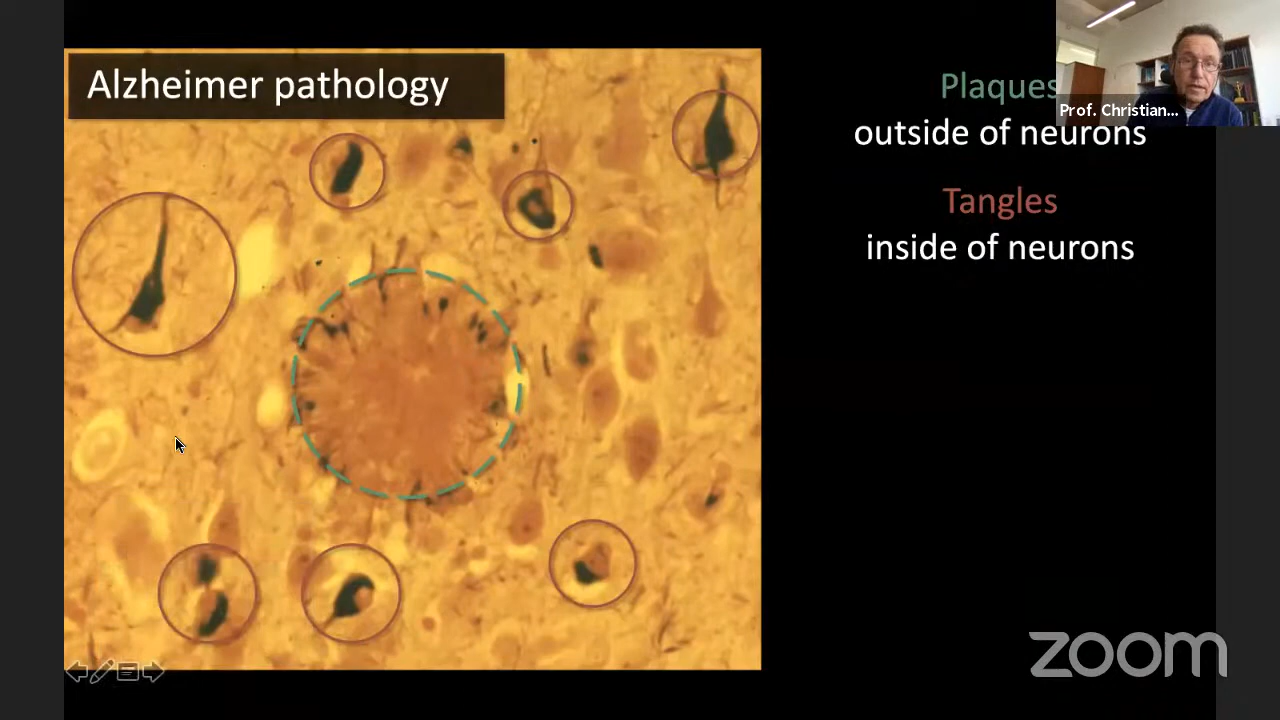 Alzheimer pathology
Plaques
outside of neurons
Tangles
inside of neurons
Prof. Christian...
zoom